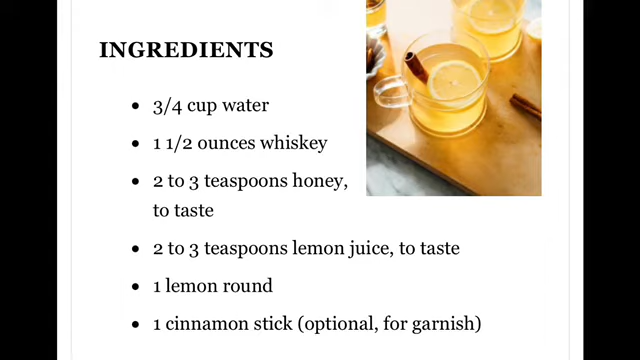 INGREDIENTS
• 3/4 cup water
• 1 1/2 ounces whiskey
• 2 to 3 teaspoons honey,
to taste
• 2 to 3 teaspoons lemon juice, to taste
• 1 lemon round
• 1 cinnamon stick (optional, for garnish)